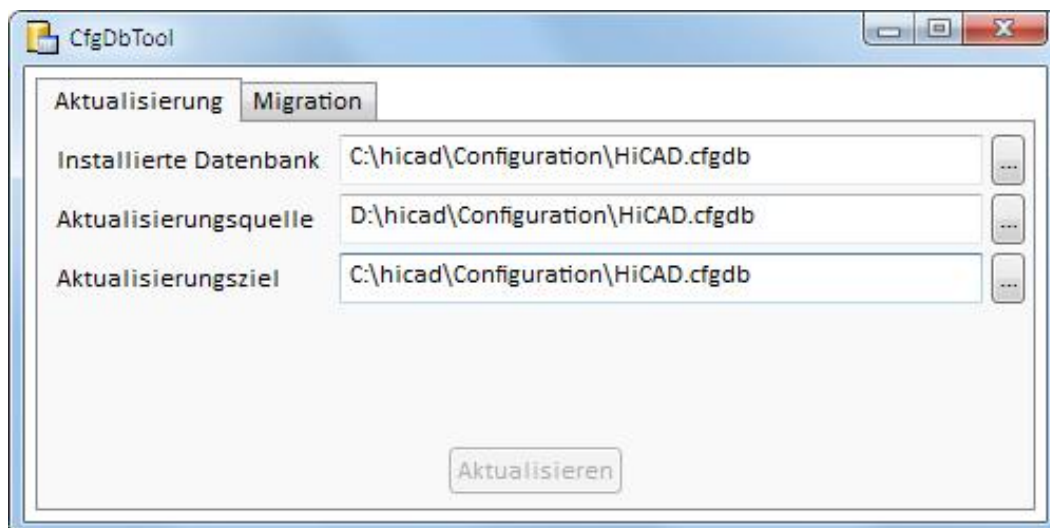 CfgDbTool
Aktualisierung Migration
Installierte Datenbank C:\hicad\Configuration\HiCAD.cfgdb ...
Aktualisierungsquelle D:\hicad\Configuration\HiCAD.cfgdb ...
Aktualisierungsziel C:\hicad\Configuration\HiCAD.cfgdb ...
Aktualisieren